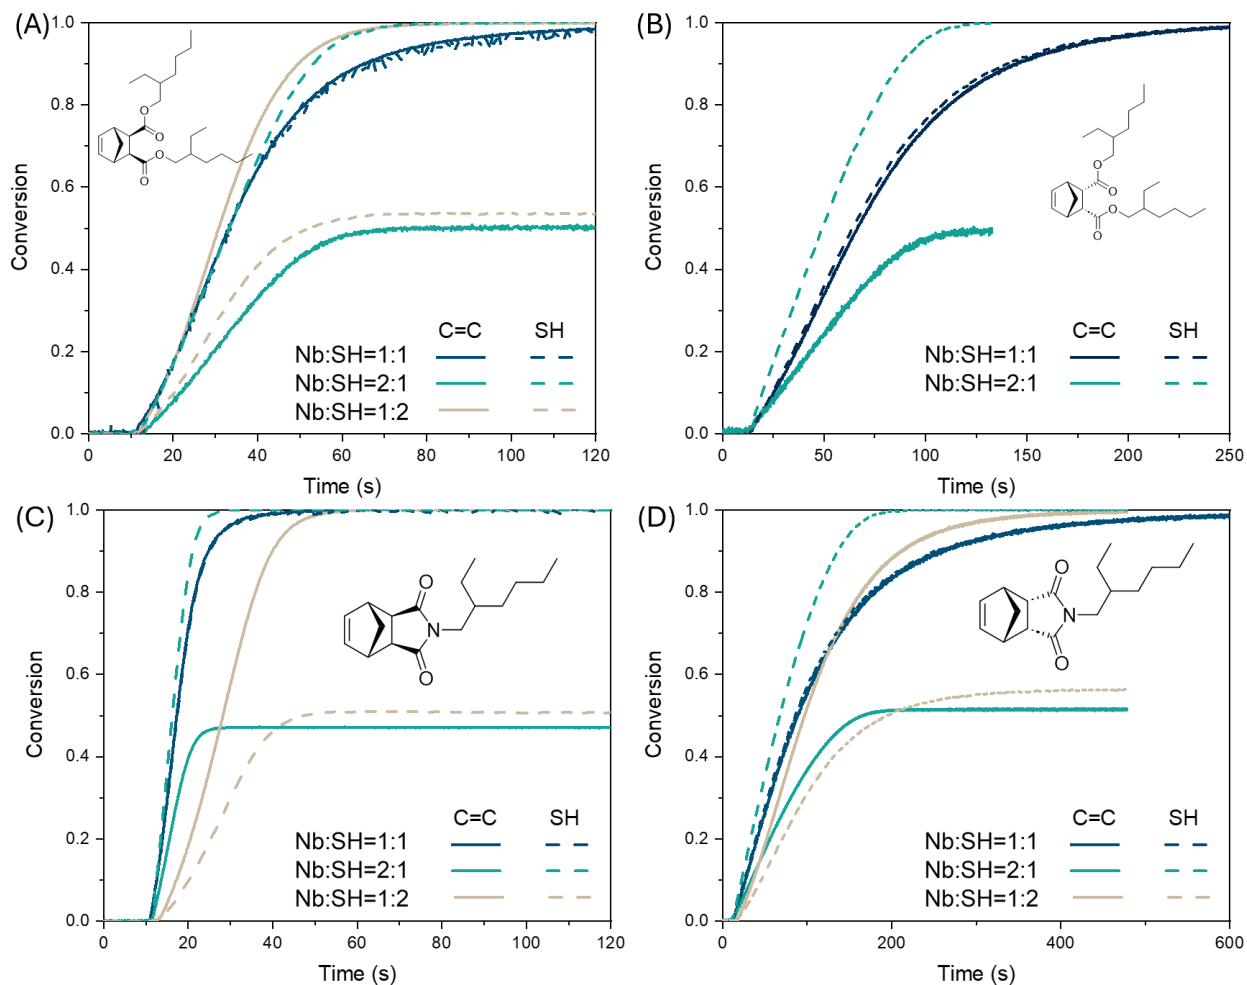 (A)
1.0
0.8
0.6
0.4
0.2
0.0
Conversion
0 20 40 60 80 100 120
Time (s)
O
O
O
O
C=C SH
Nb:SH=1:1
Nb:SH=2:1
Nb:SH=1:2
(B)
1.0
0.8
0.6
0.4
0.2
0.0
Conversion
0 50 100 150 200 250
Time (s)
O
O
O
O
C=C SH
Nb:SH=1:1
Nb:SH=2:1
(C)
1.0
0.8
0.6
0.4
0.2
0.0
Conversion
0 20 40 60 80 100 120
Time (s)
O
N
O
C=C SH
Nb:SH=1:1
Nb:SH=2:1
Nb:SH=1:2
(D)
1.0
0.8
0.6
0.4
0.2
0.0
Conversion
0 200 400 600
Time (s)
O
N
O
C=C SH
Nb:SH=1:1
Nb:SH=2:1
Nb:SH=1:2